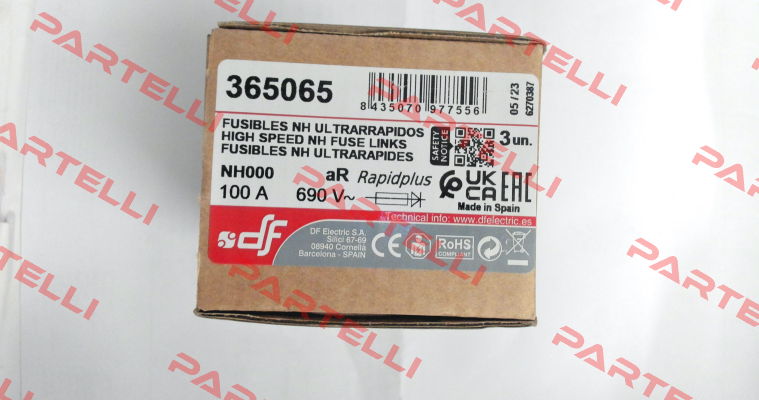 365065
8 435070 977556
05 / 23
6270387
FUSIBLES NH ULTRARRAPIDOS
HIGH SPEED NH FUSE LINKS
FUSIBLES NH ULTRARAPIDES
SAFETY
NOTICE
3 un.
NH000
aR Rapidplus
100 A
690 V~
UK
CA
EAC
Made in Spain
Technical info: www.dfelectric.es
df
DF Electric S.A.
Silici 67-69
08940 Cornella
Barcelona - SPAIN
CE
RoHS
COMPLIANT
PARTELLI
PARTELLI
PARTELLI
PARTELLI
PARTELLI
PARTELLI
PARTELLI
PARTELLI
PARTELLI